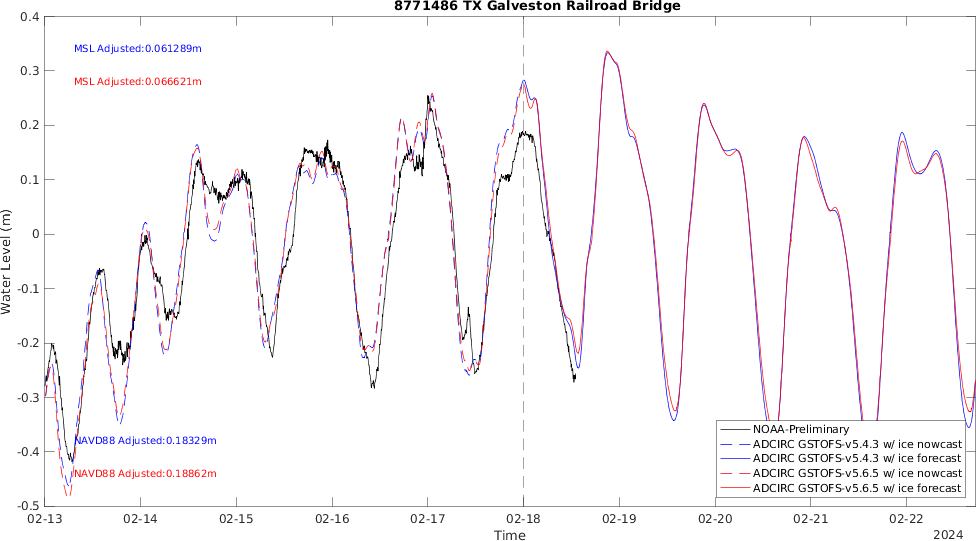 8771486 TX Galveston Railroad Bridge
0.4
0.3
0.2
0.1
0
-0.1
-0.2
-0.3
-0.4
-0.5
Water Level (m)
MSL Adjusted:0.061289m
MSL Adjusted:0.066621m
NAVD88 Adjusted:0.18329m
NAVD88 Adjusted:0.18862m
NOAA-Preliminary
ADCIRC GSTOFS-v5.4.3 w/ ice nowcast
ADCIRC GSTOFS-v5.4.3 w/ ice forecast
ADCIRC GSTOFS-v5.6.5 w/ ice nowcast
ADCIRC GSTOFS-v5.6.5 w/ ice forecast
02-13 02-14 02-15 02-16 02-17 02-18 02-19 02-20 02-21 02-22
Time
2024